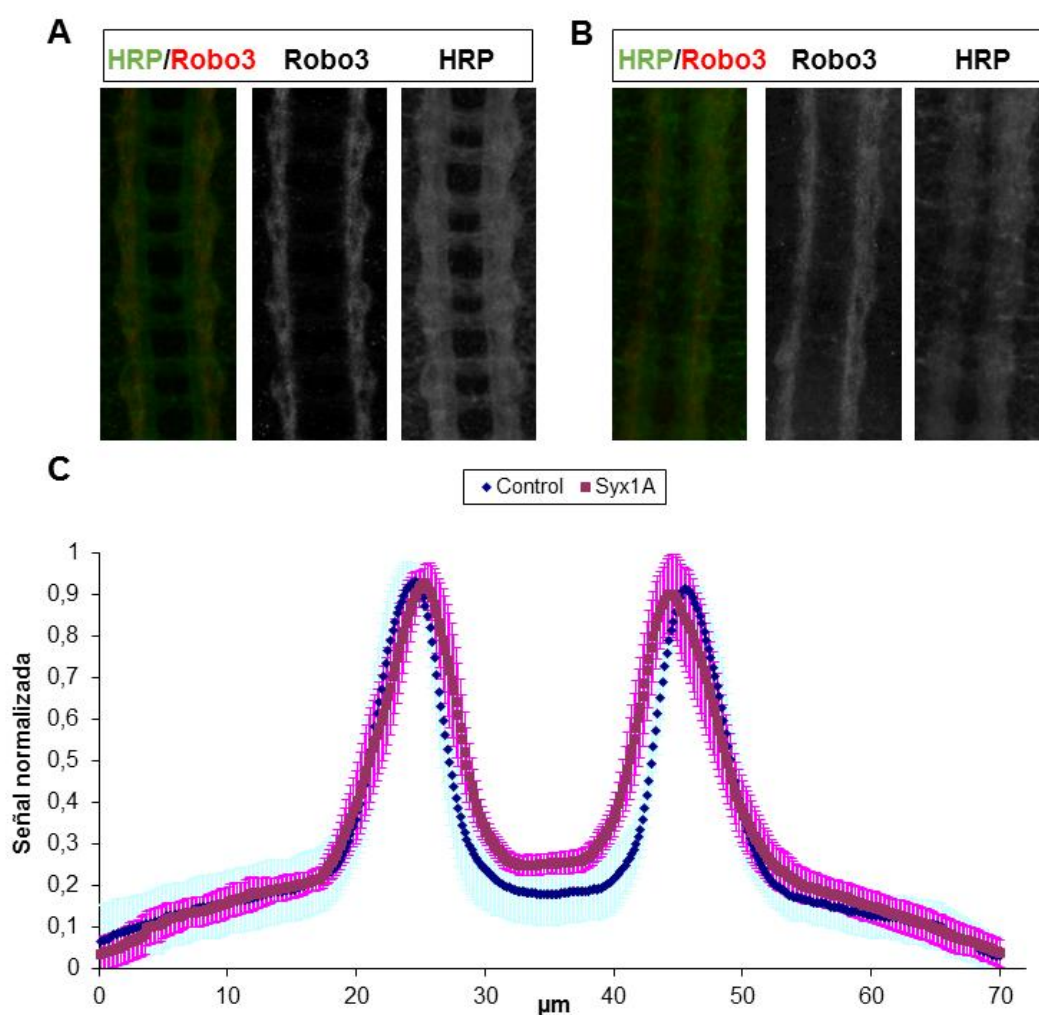 A
HRP/Robo3 Robo3 HRP
B
HRP/Robo3 Robo3 HRP
C
Control Syx1A
Señal normalizada
1
0,9
0,8
0,7
0,6
0,5
0,4
0,3
0,2
0,1
0
0 10 20 30 40 50 60 70
µm